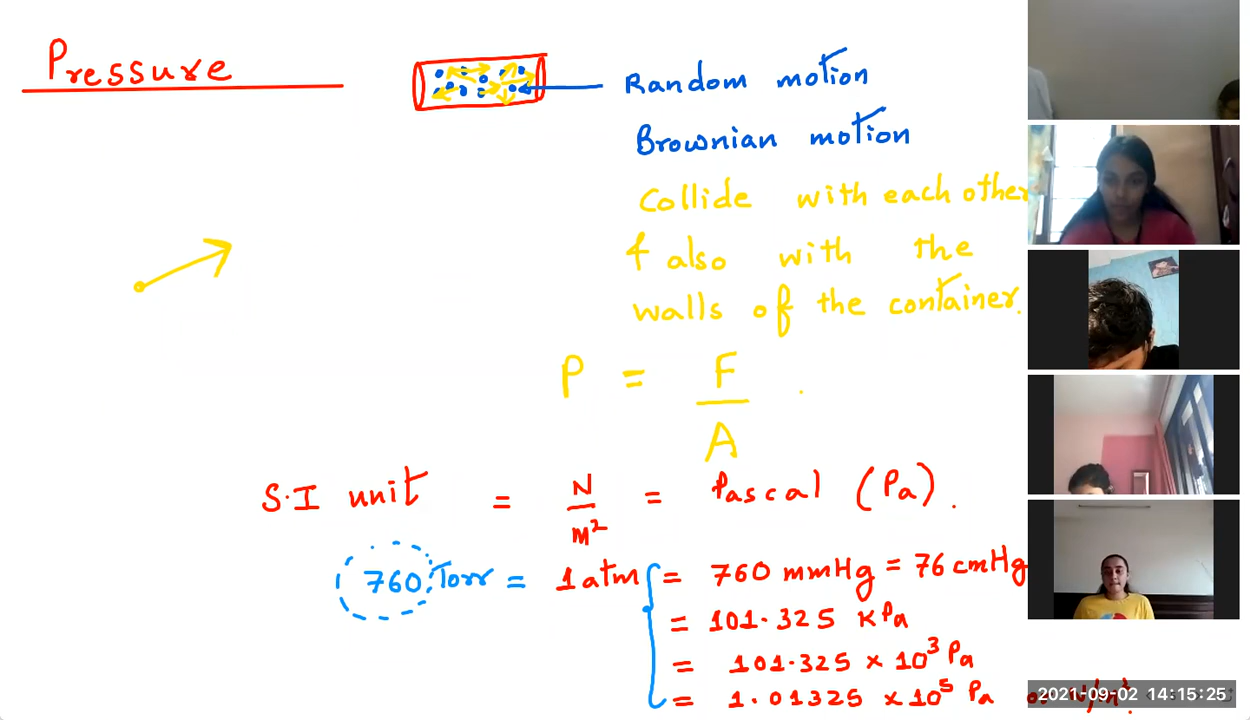 Pressure
Random motion
Brownian motion
Collide with each other
& also with the
walls of the container.
P = F / A
S.I unit = N / m² = Pascal (Pa).
760 Torr = 1 atm = 760 mmHg = 76 cmHg
= 101.325 kPa
= 101.325 × 10³ Pa
= 1.01325 × 10⁵ Pa or N/m².
2021-09-02 14:15:25